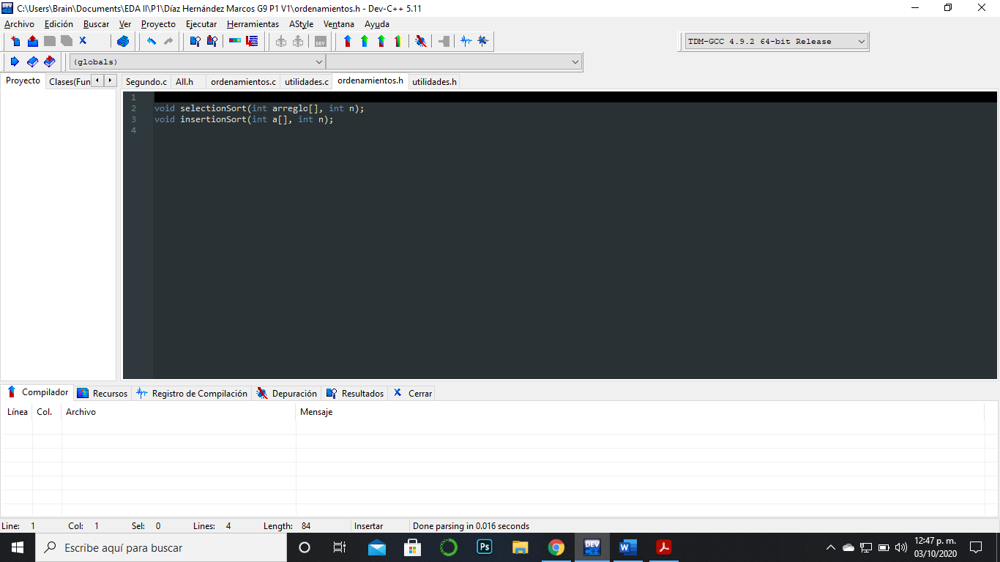 C:\Users\Brain\Documents\EDA II\P1\Díaz Hernández Marcos G9 P1 V1\ordenamientos.h - Dev-C++ 5.11
Archivo Edición Buscar Ver Proyecto Ejecutar Herramientas AStyle Ventana Ayuda
TDM-GCC 4.9.2 64-bit Release
(globals)
Proyecto Clases(Fun Segundo.c All.h ordenamientos.c utilidades.c ordenamientos.h utilidades.h
1
2 void selectionSort(int arreglo[], int n);
3 void insertionSort(int a[], int n);
4
Compilador Recursos Registro de Compilación Depuración Resultados Cerrar
Línea Col. Archivo Mensaje
Line: 1 Col: 1 Sel: 0 Lines: 4 Length: 84 Insertar Done parsing in 0.016 seconds
Escribe aquí para buscar
Ps
DEV
W
12:47 p. m.
03/10/2020